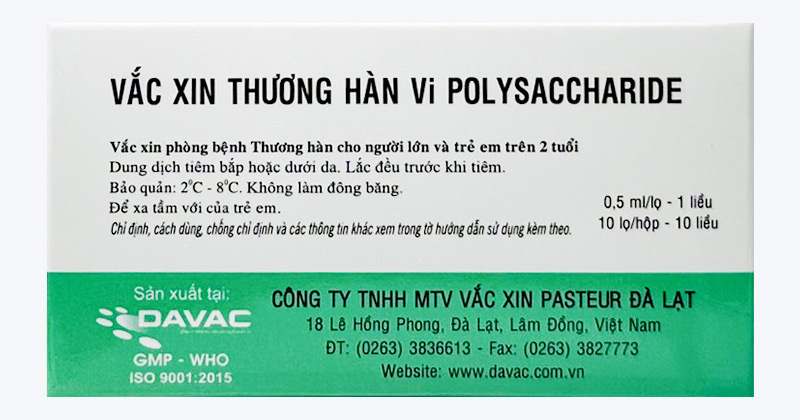 VẮC XIN THƯƠNG HÀN Vi POLYSACCHARIDE
Vắc xin phòng bệnh Thương hàn cho người lớn và trẻ em trên 2 tuổi
Dung dịch tiêm bắp hoặc dưới da. Lắc đều trước khi tiêm.
Bảo quản: 2⁰C - 8⁰C. Không làm đông băng.
Để xa tầm với của trẻ em.
Chỉ định, cách dùng, chống chỉ định và các thông tin khác xem trong tờ hướng dẫn sử dụng kèm theo.
0,5 ml/lọ - 1 liều
10 lọ/hộp - 10 liều
Sản xuất tại:
DAVAC
GMP - WHO
ISO 9001:2015
CÔNG TY TNHH MTV VẮC XIN PASTEUR ĐÀ LẠT
18 Lê Hồng Phong, Đà Lạt, Lâm Đồng, Việt Nam
ĐT: (0263) 3836613 - Fax: (0263) 3827773
Website: www.davac.com.vn